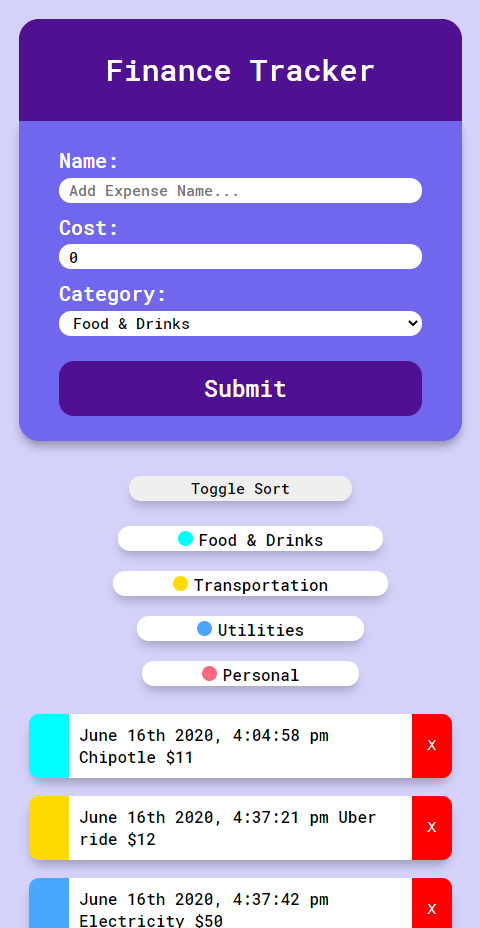 Finance Tracker
Name:
Add Expense Name...
Cost:
0
Category:
Food & Drinks
Submit
Toggle Sort
Food & Drinks
Transportation
Utilities
Personal
June 16th 2020, 4:04:58 pm
Chipotle $11
X
June 16th 2020, 4:37:21 pm Uber
ride $12
X
June 16th 2020, 4:37:42 pm
Electricity $50
X